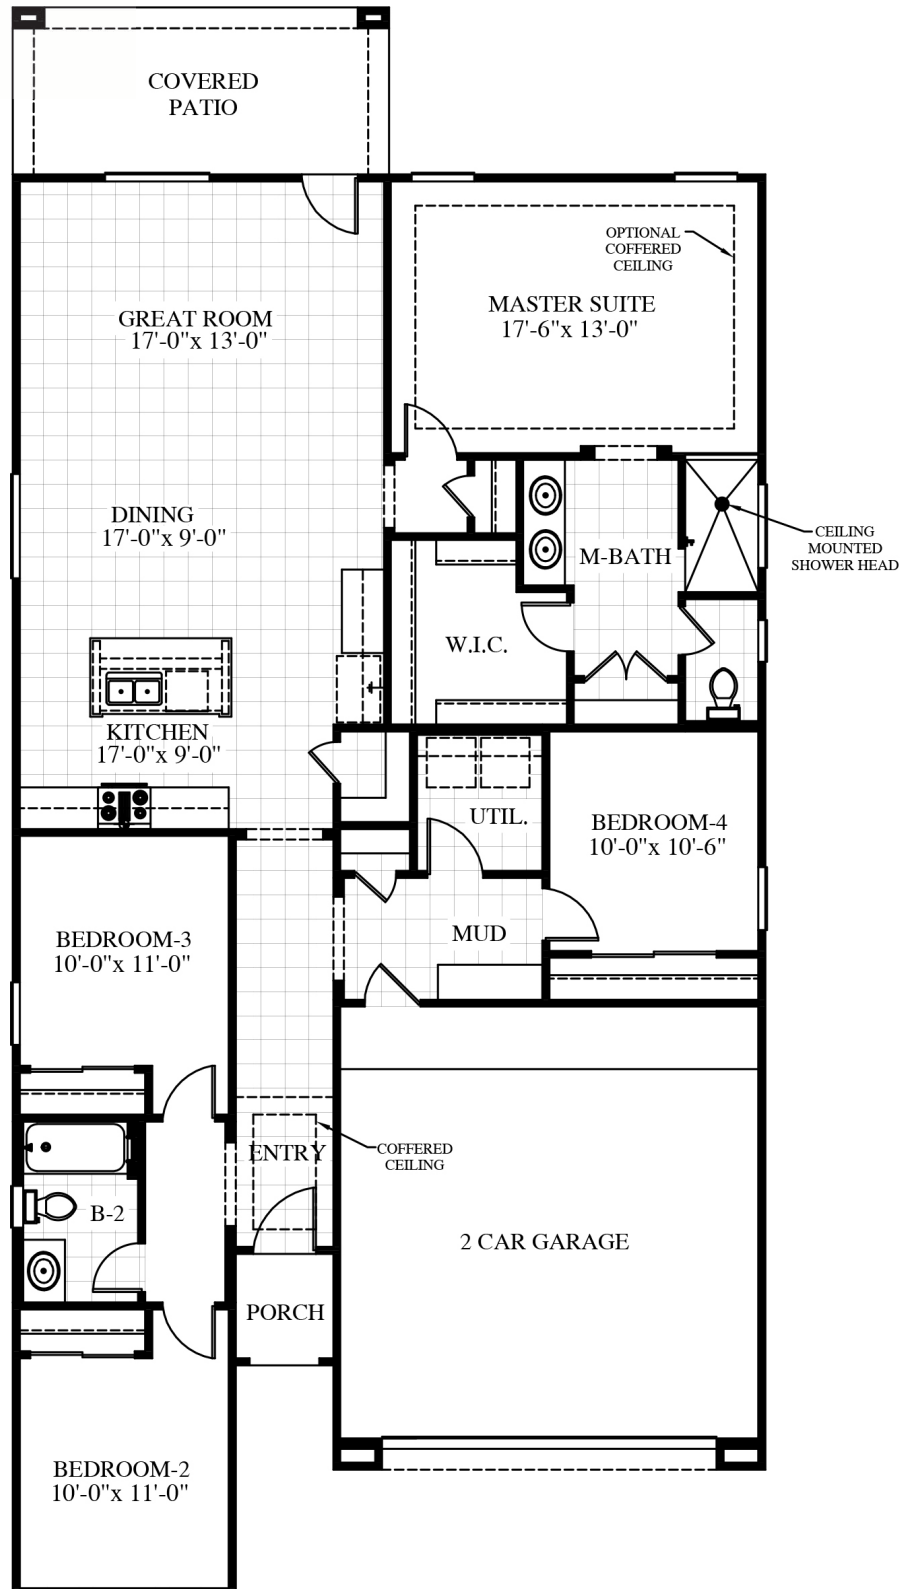 COVERED
PATIO
OPTIONAL
COFFERED
CEILING
MASTER SUITE
17'-6"x 13'-0"
GREAT ROOM
17'-0"x 13'-0"
DINING
17'-0"x 9'-0"
CEILING
MOUNTED
SHOWER HEAD
M-BATH
W.I.C.
KITCHEN
17'-0"x 9'-0"
UTIL.
BEDROOM-4
10'-0"x 10'-6"
MUD
BEDROOM-3
10'-0"x 11'-0"
ENTRY
COFFERED
CEILING
B-2
2 CAR GARAGE
PORCH
BEDROOM-2
10'-0"x 11'-0"